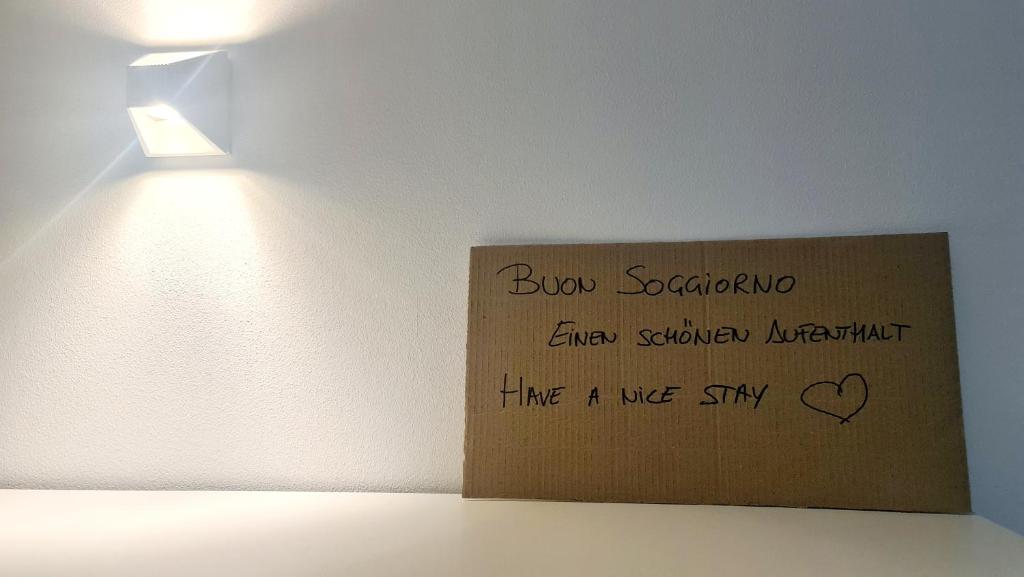 BUON SOGGIORNO
EINEN SCHÖNEN AUFENTHALT
HAVE A NICE STAY